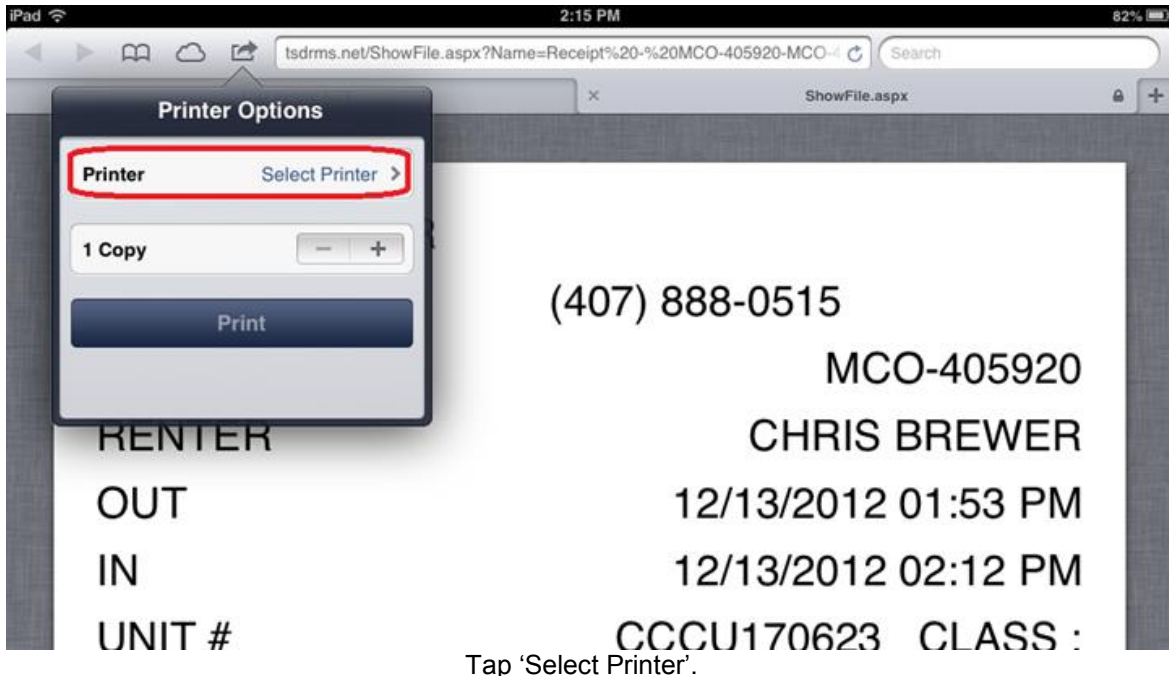 iPad 2:15 PM 82%
tsdrms.net/ShowFile.aspx?Name=Receipt%20-%20MCO-405920-MCO- Search
ShowFile.aspx
Printer Options
Printer Select Printer
1 Copy − +
Print
(407) 888-0515
MCO-405920
RENTER CHRIS BREWER
OUT 12/13/2012 01:53 PM
IN 12/13/2012 02:12 PM
UNIT # CCCU170623 CLASS :
Tap ‘Select Printer’.